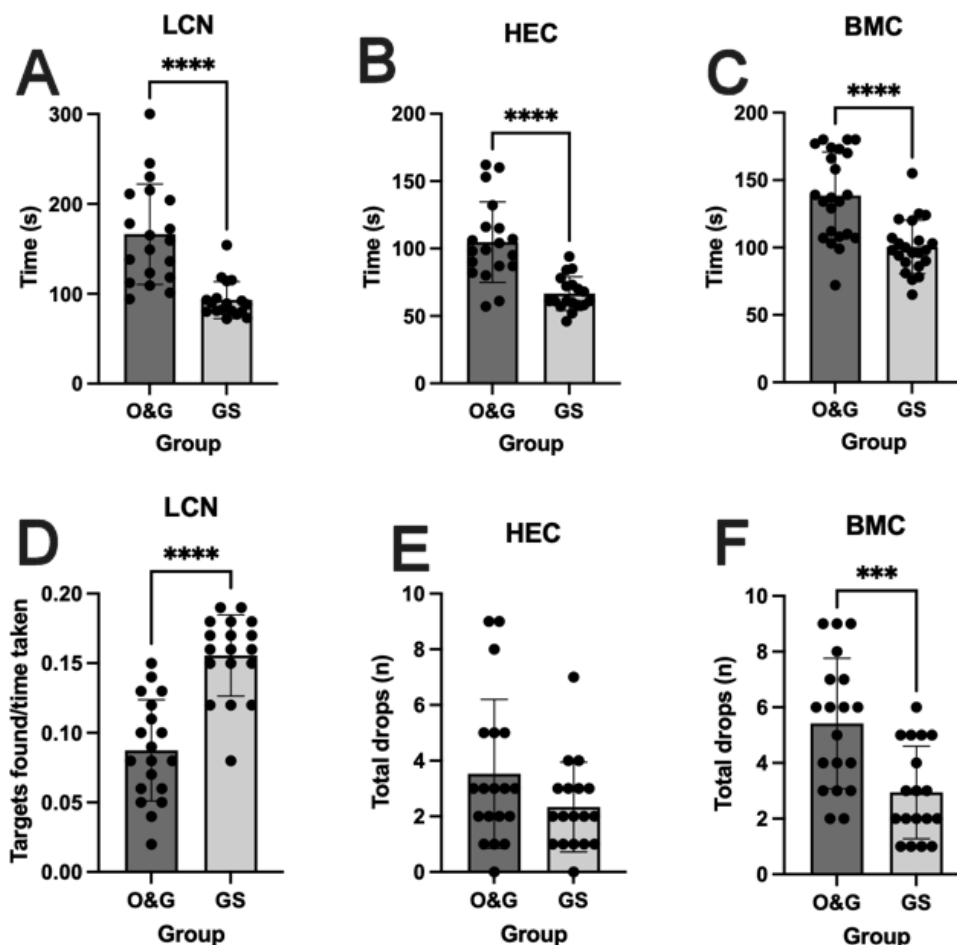 A
LCN
****
Time (s)
300
200
100
0
O&G GS
Group
B
HEC
****
Time (s)
200
150
100
50
0
O&G GS
Group
C
BMC
****
Time (s)
200
150
100
50
0
O&G GS
Group
D
LCN
****
Targets found/time taken
0.20
0.15
0.10
0.05
0.00
O&G GS
Group
E
HEC
Total drops (n)
10
8
6
4
2
0
O&G GS
Group
F
BMC
***
Total drops (n)
10
8
6
4
2
0
O&G GS
Group